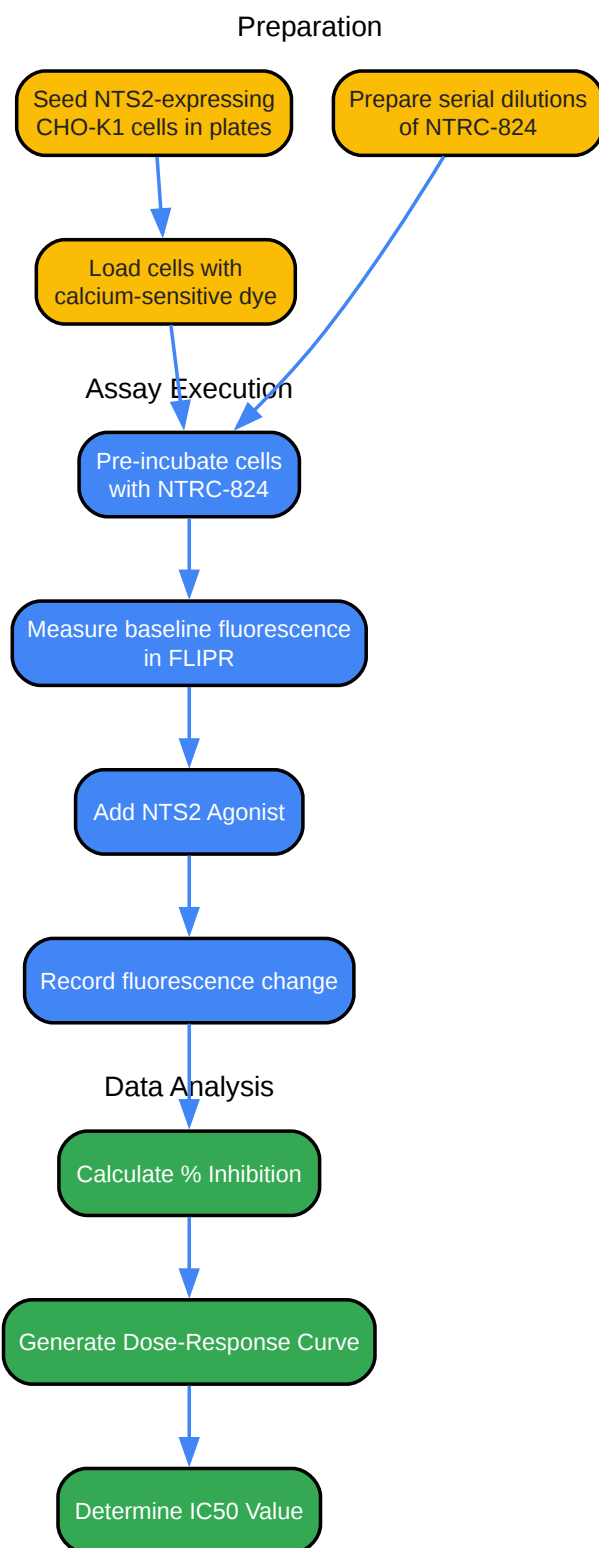 Preparation
Seed NTS2-expressing
CHO-K1 cells in plates
Prepare serial dilutions
of NTRC-824
Load cells with
calcium-sensitive dye
Assay Execution
Pre-incubate cells
with NTRC-824
Measure baseline fluorescence
in FLIPR
Add NTS2 Agonist
Record fluorescence change
Data Analysis
Calculate % Inhibition
Generate Dose-Response Curve
Determine IC50 Value